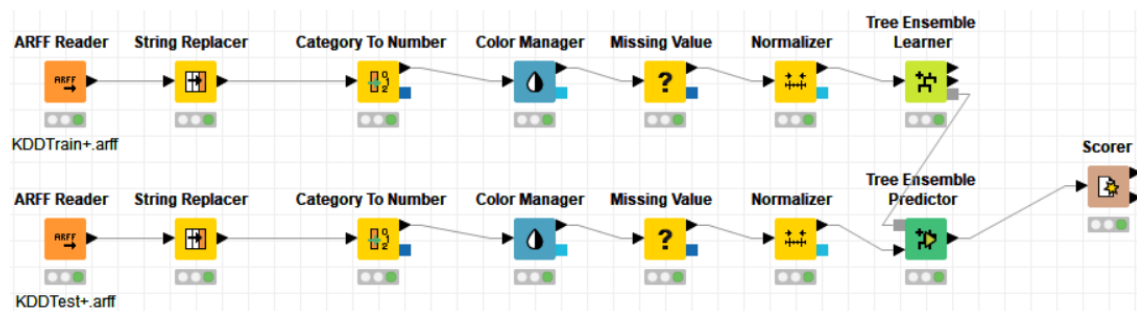 Tree Ensemble
ARFF Reader String Replacer Category To Number Color Manager Missing Value Normalizer Learner
ARFF ?
KDDTrain+.arff
Scorer
Tree Ensemble
ARFF Reader String Replacer Category To Number Color Manager Missing Value Normalizer Predictor
ARFF ?
KDDTest+.arff